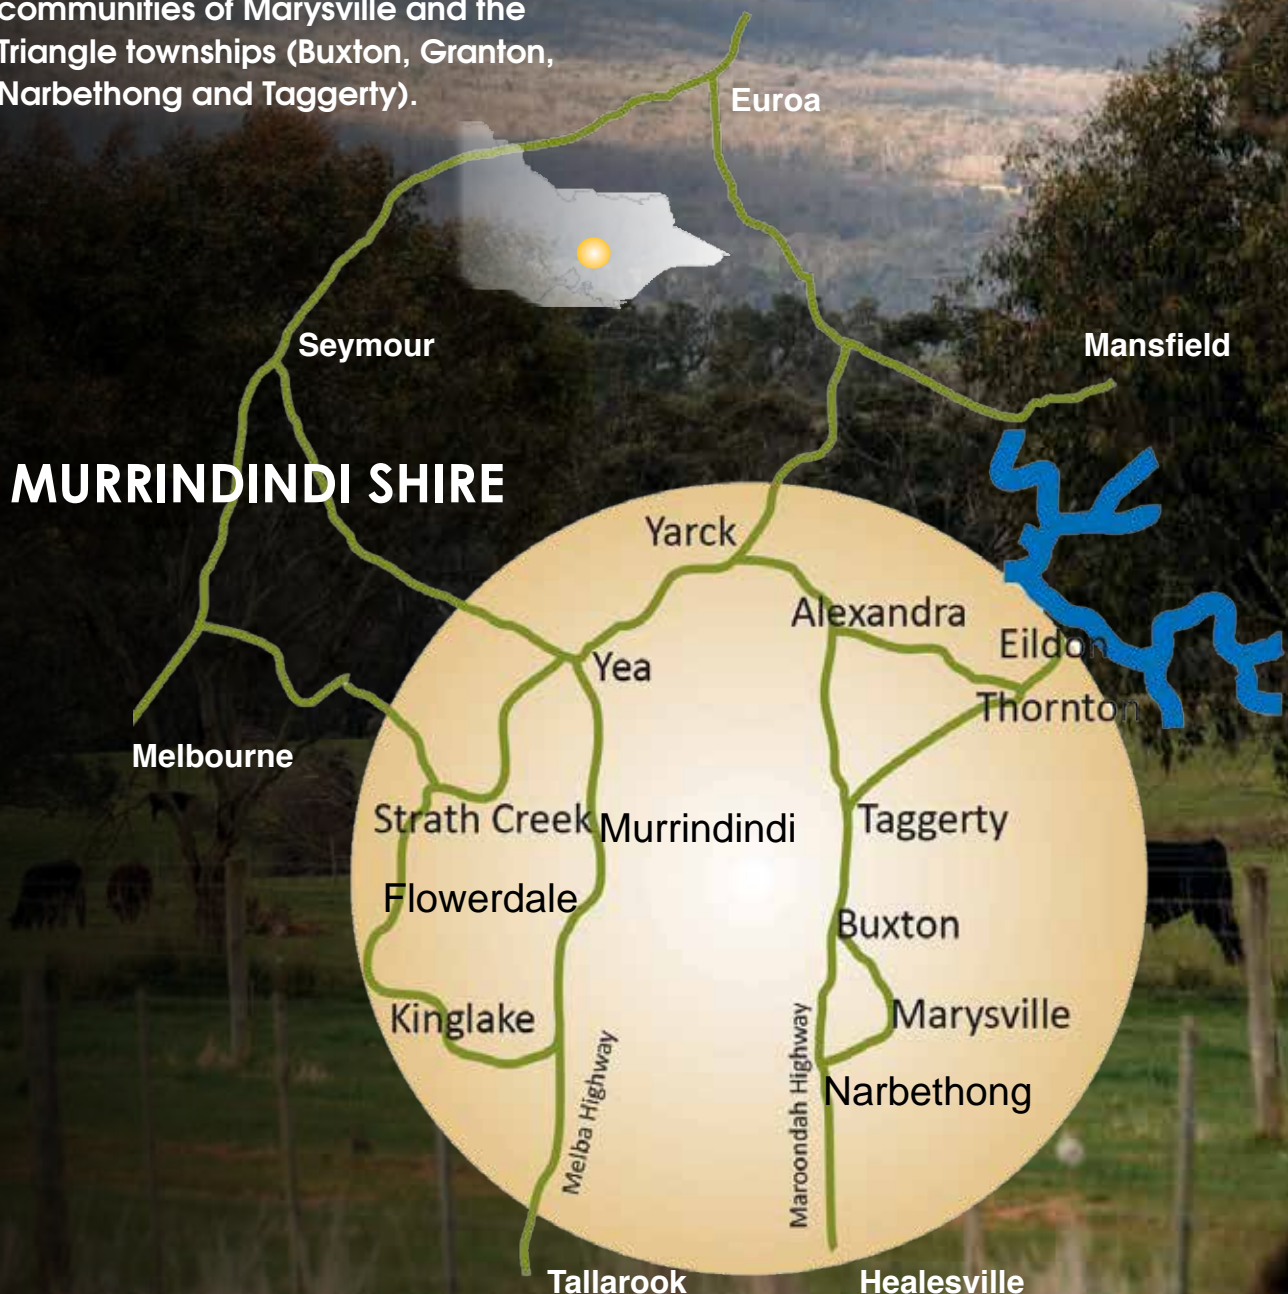 communities of Marysville and the
Triangle townships (Buxton, Granton,
Narbethong and Taggerty).
Euroa
Seymour
Mansfield
MURRINDINDI SHIRE
Yarck
Alexandra
Eildon
Yea
Thornton
Melbourne
Strath Creek
Murrindindi
Taggerty
Flowerdale
Buxton
Kinglake
Marysville
Melba Highway
Maroondah Highway
Narbethong
Tallarook
Healesville